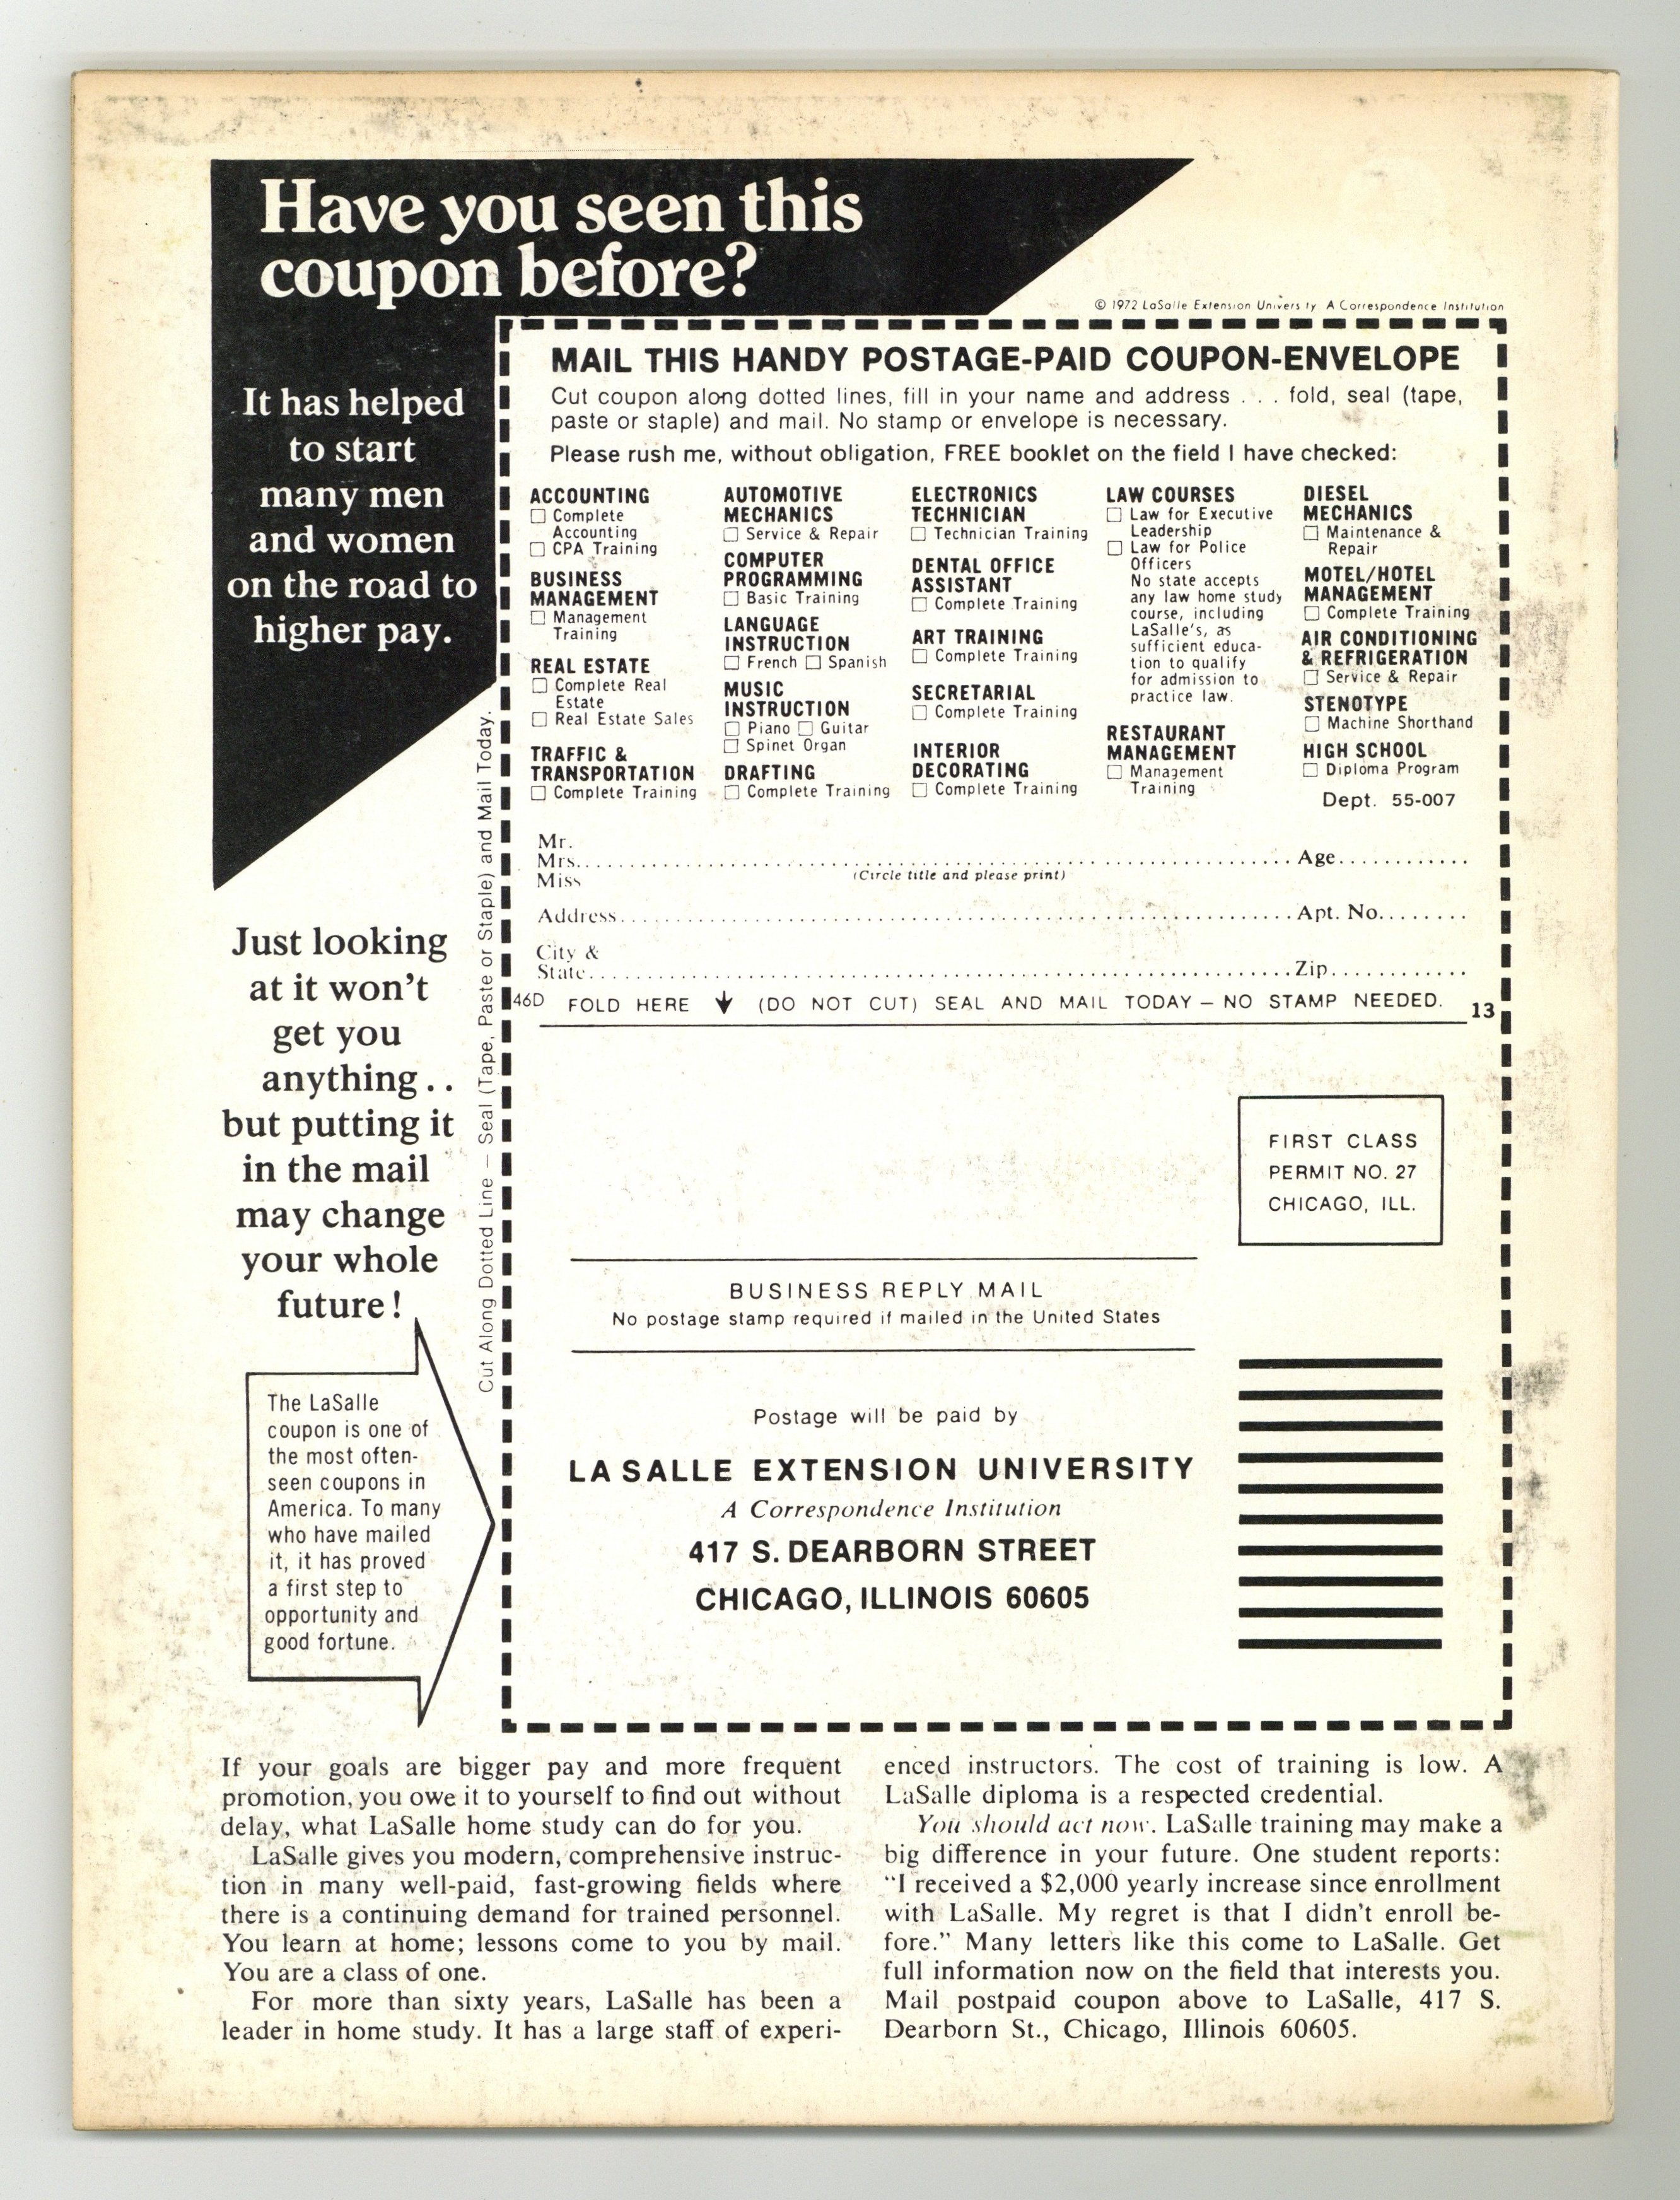 Have you seen this
coupon before?
© 1972 LaSalle Extension University A Correspondence Institution
It has helped
to start
many men
and women
on the road to
higher pay.
Just looking
at it won't
get you
anything . .
but putting it
in the mail
may change
your whole
future!
The LaSalle
coupon is one of
the most often-
seen coupons in
America. To many
who have mailed
it, it has proved
a first step to
opportunity and
good fortune.
Cut Along Dotted Line – Seal (Tape, Paste or Staple) and Mail Today.
MAIL THIS HANDY POSTAGE-PAID COUPON-ENVELOPE
Cut coupon along dotted lines, fill in your name and address . . . fold, seal (tape,
paste or staple) and mail. No stamp or envelope is necessary.
Please rush me, without obligation, FREE booklet on the field I have checked:
ACCOUNTING
☐ Complete
Accounting
☐ CPA Training
BUSINESS
MANAGEMENT
☐ Management
Training
REAL ESTATE
☐ Complete Real
Estate
☐ Real Estate Sales
TRAFFIC &
TRANSPORTATION
☐ Complete Training
AUTOMOTIVE
MECHANICS
☐ Service & Repair
COMPUTER
PROGRAMMING
☐ Basic Training
LANGUAGE
INSTRUCTION
☐ French ☐ Spanish
MUSIC
INSTRUCTION
☐ Piano ☐ Guitar
☐ Spinet Organ
DRAFTING
☐ Complete Training
ELECTRONICS
TECHNICIAN
☐ Technician Training
DENTAL OFFICE
ASSISTANT
☐ Complete Training
ART TRAINING
☐ Complete Training
SECRETARIAL
☐ Complete Training
INTERIOR
DECORATING
☐ Complete Training
LAW COURSES
☐ Law for Executive
Leadership
☐ Law for Police
Officers
No state accepts
any law home study
course, including
LaSalle's, as
sufficient educa-
tion to qualify
for admission to
practice law.
RESTAURANT
MANAGEMENT
☐ Management
Training
DIESEL
MECHANICS
☐ Maintenance &
Repair
MOTEL/HOTEL
MANAGEMENT
☐ Complete Training
AIR CONDITIONING
& REFRIGERATION
☐ Service & Repair
STENOTYPE
☐ Machine Shorthand
HIGH SCHOOL
☐ Diploma Program
Dept. 55-007
Mr.
Mrs. Age
Miss (Circle title and please print)
Address Apt. No.
City &
State Zip
46D FOLD HERE ↓ (DO NOT CUT) SEAL AND MAIL TODAY – NO STAMP NEEDED. 13
FIRST CLASS
PERMIT NO. 27
CHICAGO, ILL.
BUSINESS REPLY MAIL
No postage stamp required if mailed in the United States
Postage will be paid by
LA SALLE EXTENSION UNIVERSITY
A Correspondence Institution
417 S. DEARBORN STREET
CHICAGO, ILLINOIS 60605
If your goals are bigger pay and more frequent
promotion, you owe it to yourself to find out without
delay, what LaSalle home study can do for you.
LaSalle gives you modern, comprehensive instruc-
tion in many well-paid, fast-growing fields where
there is a continuing demand for trained personnel.
You learn at home; lessons come to you by mail.
You are a class of one.
For more than sixty years, LaSalle has been a
leader in home study. It has a large staff of experi-
enced instructors. The cost of training is low. A
LaSalle diploma is a respected credential.
You should act now. LaSalle training may make a
big difference in your future. One student reports:
"I received a $2,000 yearly increase since enrollment
with LaSalle. My regret is that I didn't enroll be-
fore." Many letters like this come to LaSalle. Get
full information now on the field that interests you.
Mail postpaid coupon above to LaSalle, 417 S.
Dearborn St., Chicago, Illinois 60605.